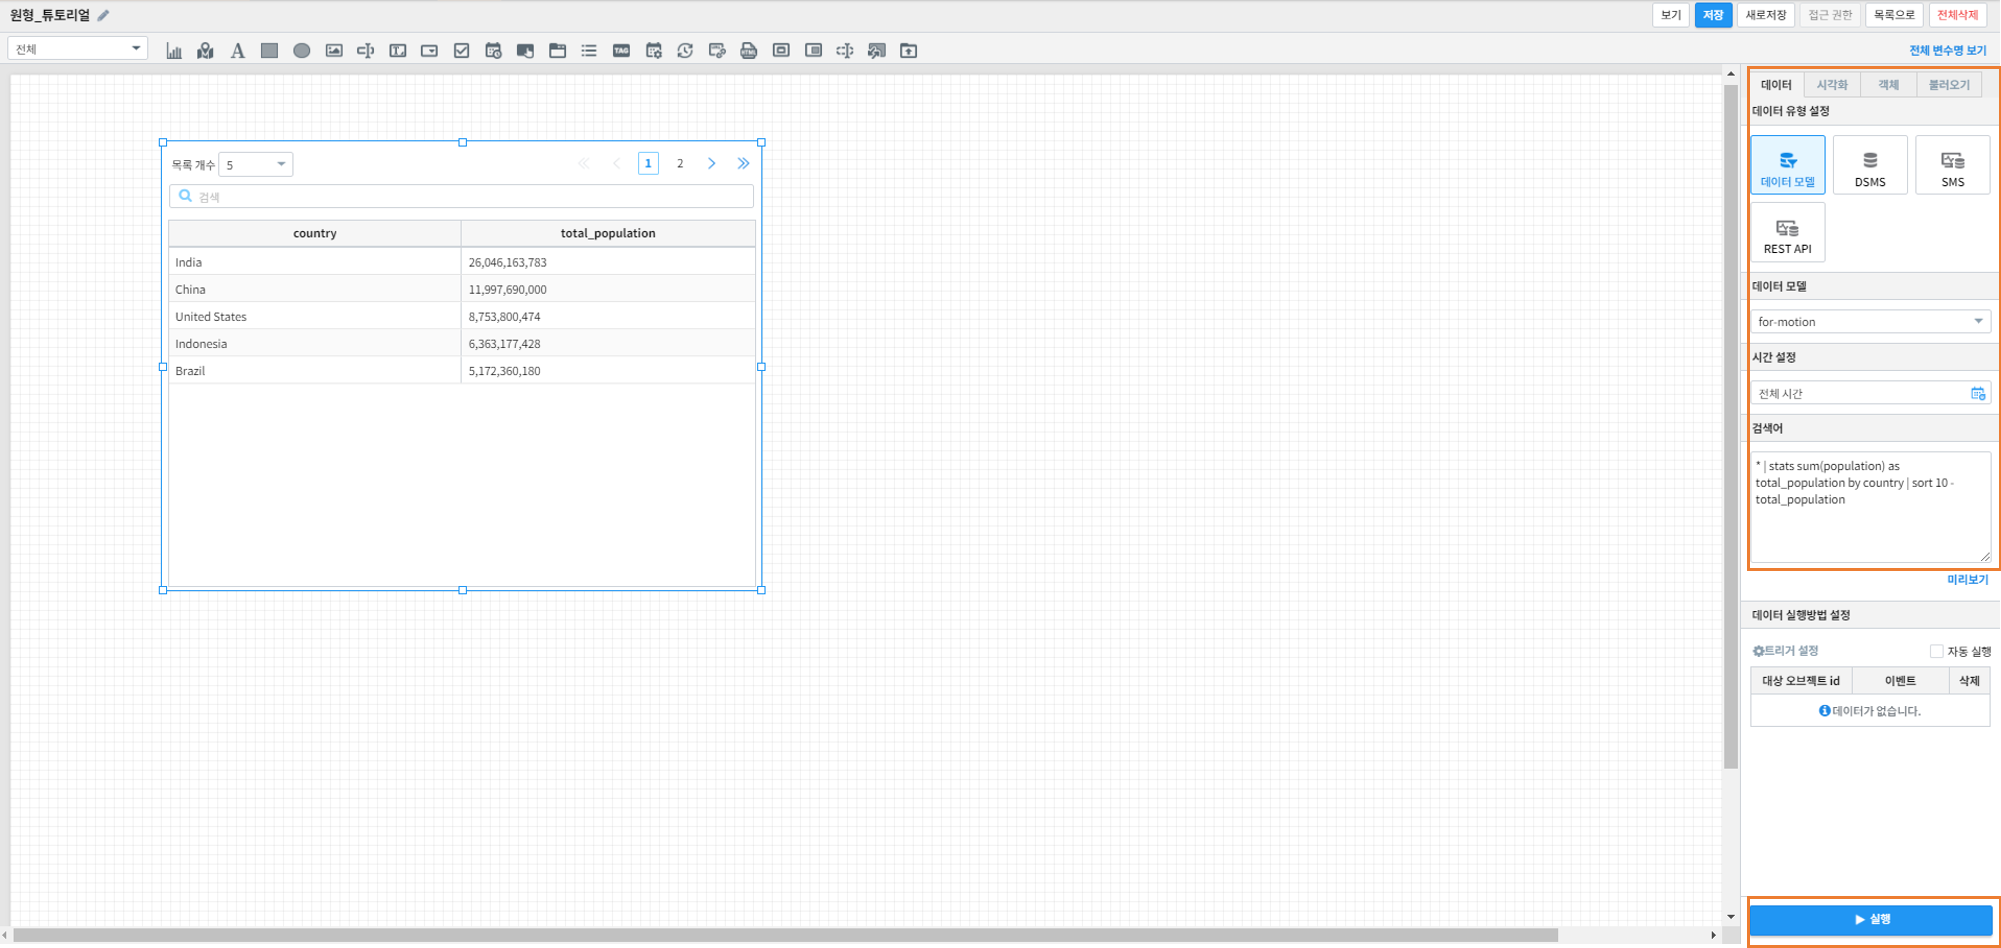 원형_튜토리얼
보기 저장 새로저장 접근 권한 목록으로 전체삭제
전체
A T TAG HTML
전체 변수명 보기
데이터 시각화 객체 불러오기
데이터 유형 설정
데이터 모델 DSMS SMS
REST API
데이터 모델
for-motion
시간 설정
전체 시간
검색어
* | stats sum(population) as
total_population by country | sort 10 -
total_population
미리보기
데이터 실행방법 설정
트리거 설정 자동 실행
대상 오브젝트 id 이벤트 삭제
데이터가 없습니다.
실행
목록 개수 5 1 2
검색
country total_population
India 26,046,163,783
China 11,997,690,000
United States 8,753,800,474
Indonesia 6,363,177,428
Brazil 5,172,360,180